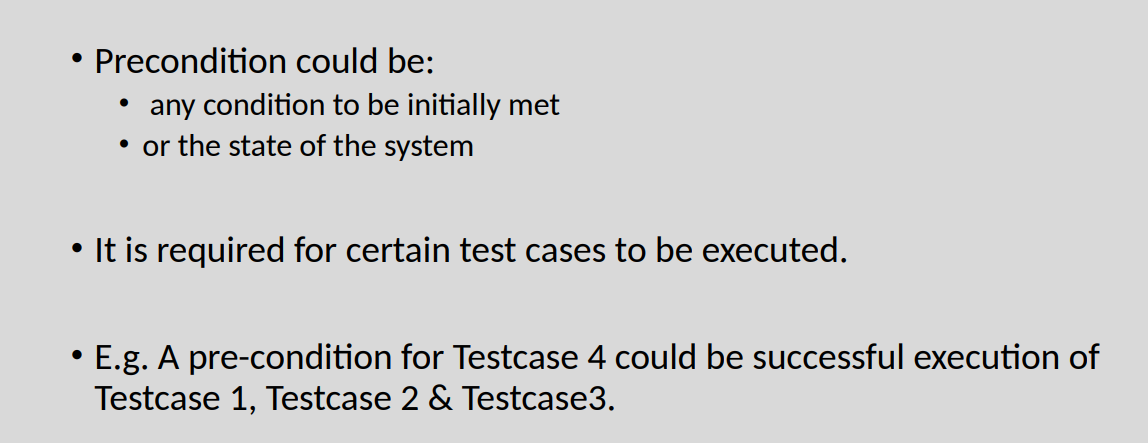 • Precondition could be:
• any condition to be initially met
• or the state of the system
• It is required for certain test cases to be executed.
• E.g. A pre-condition for Testcase 4 could be successful execution of
Testcase 1, Testcase 2 & Testcase3.